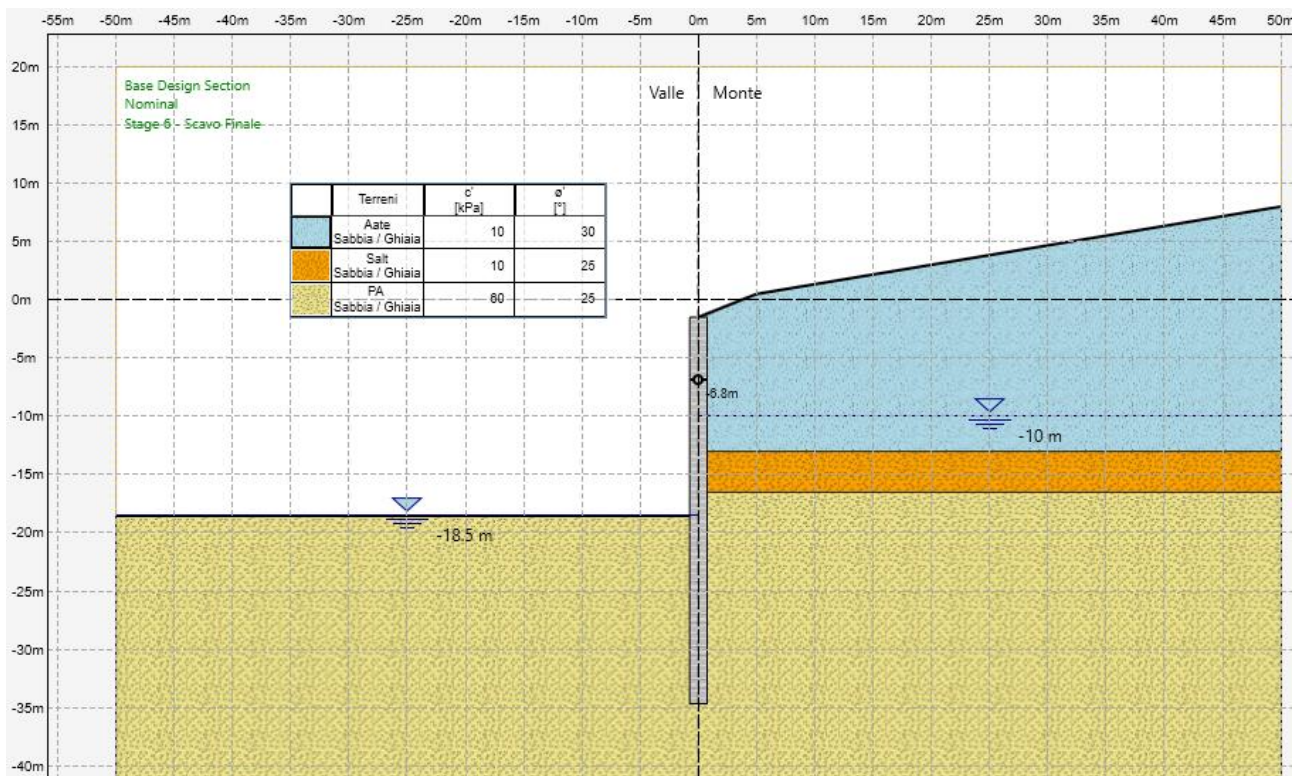 -55m -50m -45m -40m -35m -30m -25m -20m -15m -10m -5m 0m 5m 10m 15m 20m 25m 30m 35m 40m 45m 50m
20m
Base Design Section
Nominal
Stage 6 - Scavo Finale
Valle Monte
15m
10m
Terreni c' [kPa] ø' [°]
Aate
Sabbia / Ghiaia 10 30
Salt
Sabbia / Ghiaia 10 25
PA
Sabbia / Ghiaia 60 25
5m
0m
-5m
-6.8m
-10m
-10 m
-15m
-18.5 m
-20m
-25m
-30m
-35m
-40m